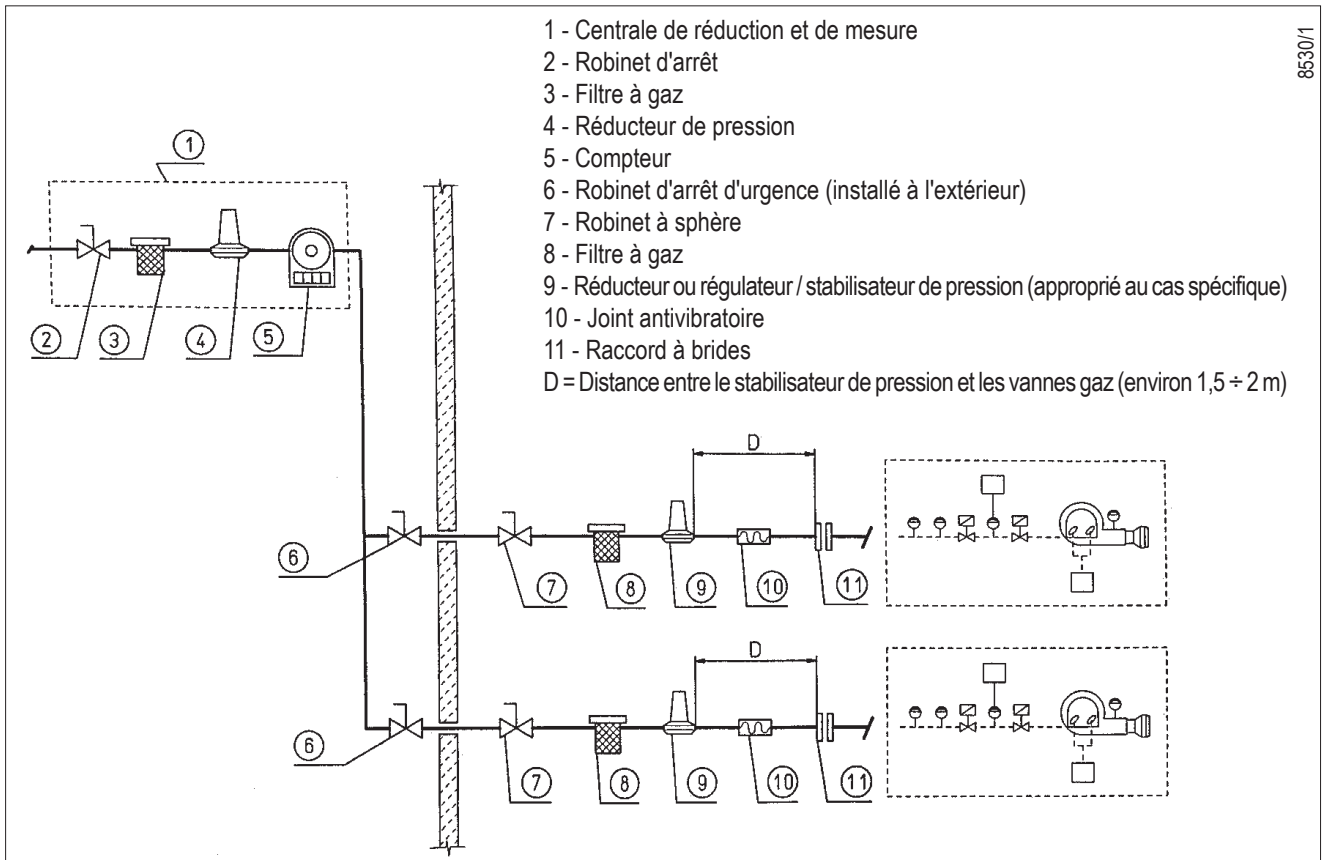 1 - Centrale de réduction et de mesure
2 - Robinet d'arrêt
3 - Filtre à gaz
4 - Réducteur de pression
5 - Compteur
6 - Robinet d'arrêt d'urgence (installé à l'extérieur)
7 - Robinet à sphère
8 - Filtre à gaz
9 - Réducteur ou régulateur / stabilisateur de pression (approprié au cas spécifique)
10 - Joint antivibratoire
11 - Raccord à brides
D = Distance entre le stabilisateur de pression et les vannes gaz (environ 1,5 ÷ 2 m)
8530/1
1
2 3 4 5
D
6 7 8 9 10 11
D
6 7 8 9 10 11